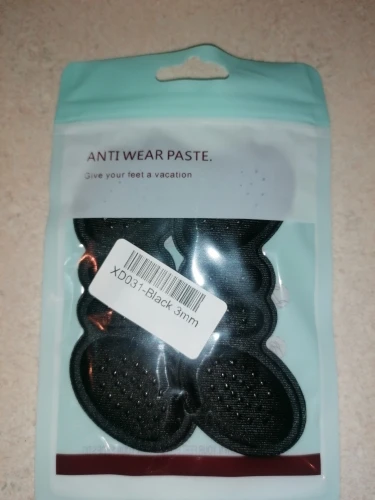 ANTI WEAR PASTE.
Give your feet a vacation
XD031-Black 3mm